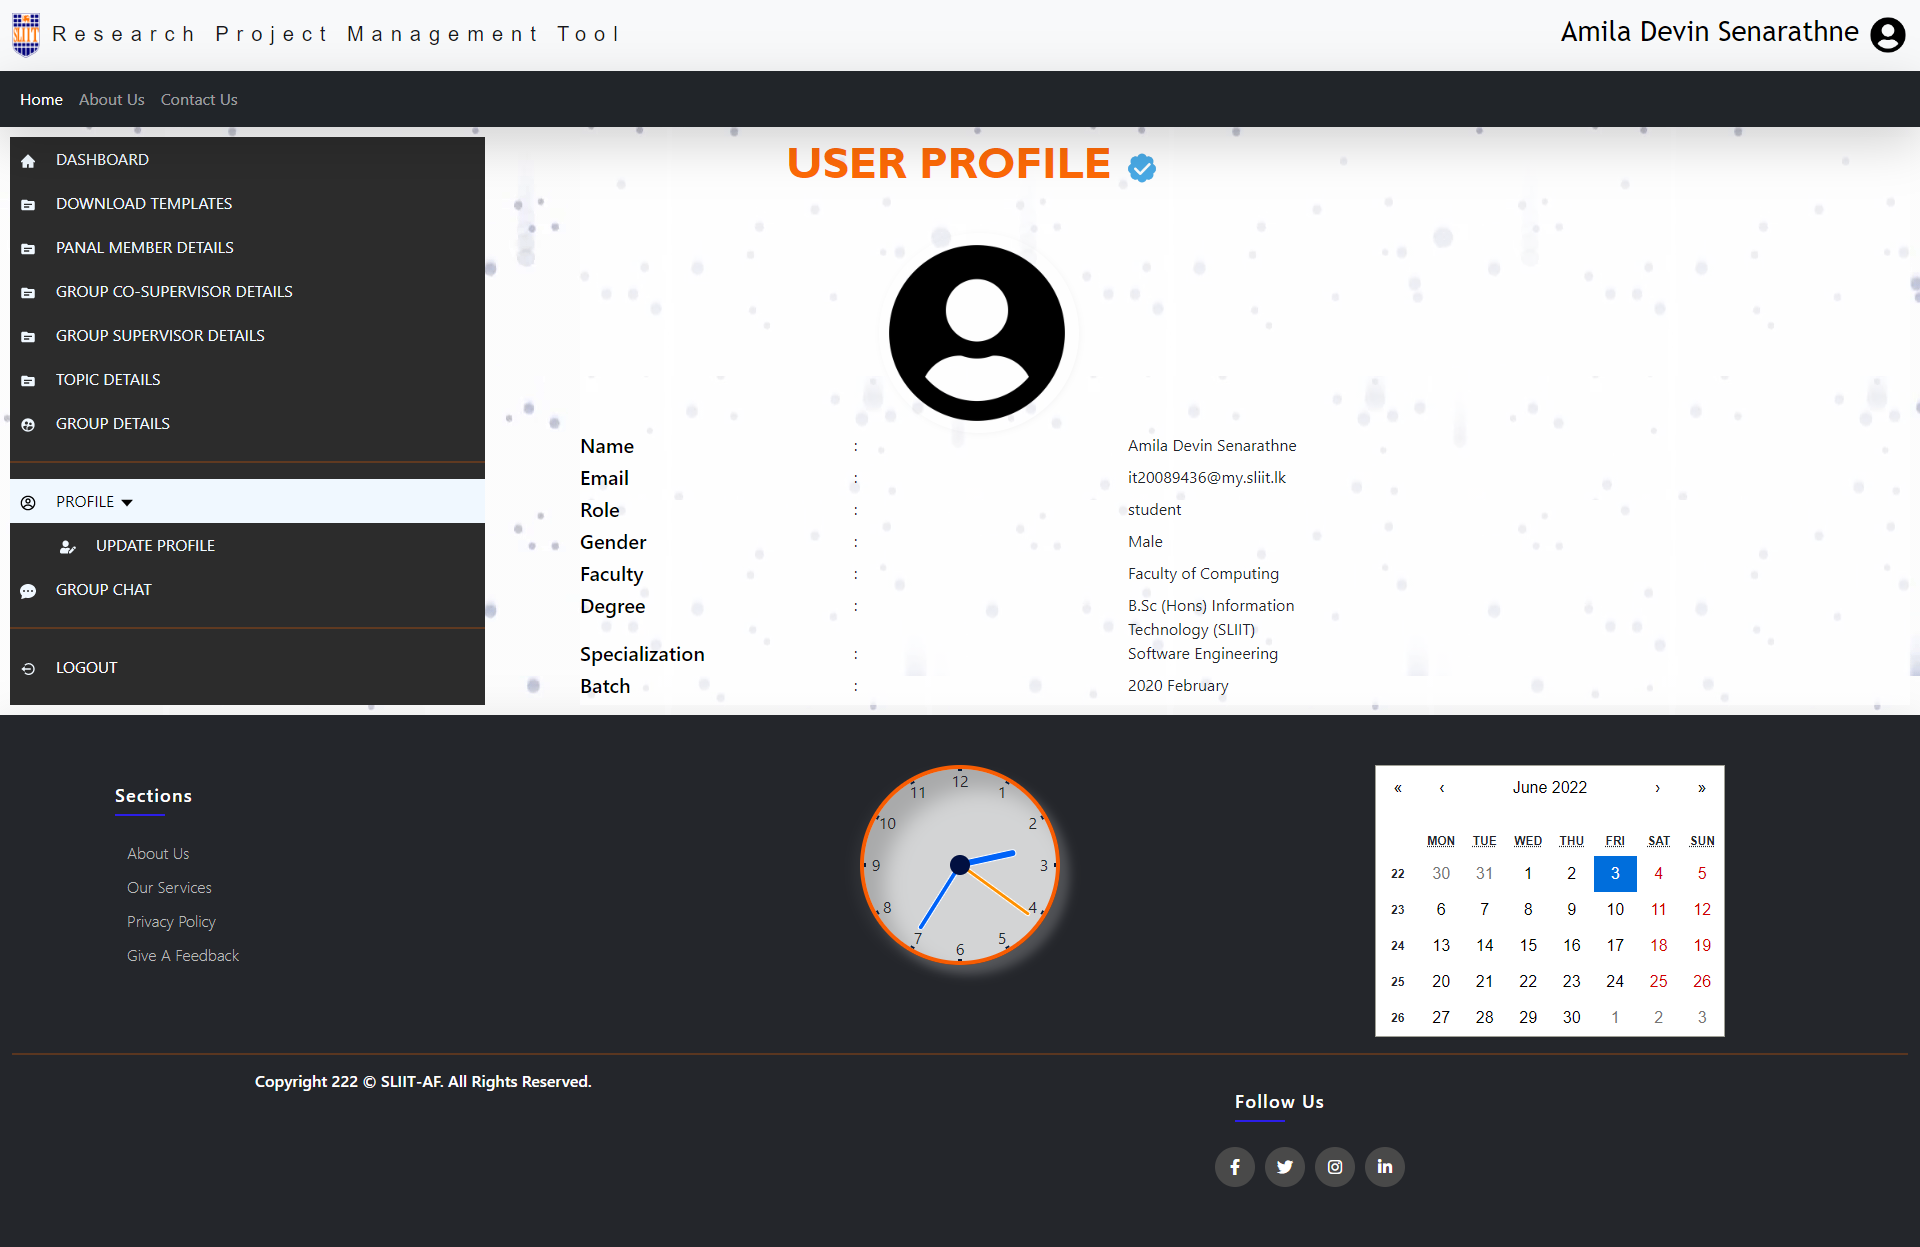 SLIIT
Research Project Management Tool
Amila Devin Senarathne
Home About Us Contact Us
DASHBOARD
DOWNLOAD TEMPLATES
PANAL MEMBER DETAILS
GROUP CO-SUPERVISOR DETAILS
GROUP SUPERVISOR DETAILS
TOPIC DETAILS
GROUP DETAILS
PROFILE
UPDATE PROFILE
GROUP CHAT
LOGOUT
USER PROFILE
Name : Amila Devin Senarathne
Email : it20089436@my.sliit.lk
Role : student
Gender : Male
Faculty : Faculty of Computing
Degree : B.Sc (Hons) Information
Technology (SLIIT)
Specialization : Software Engineering
Batch : 2020 February
Sections
About Us
Our Services
Privacy Policy
Give A Feedback
12
1
2
3
4
5
6
7
8
9
10
11
« ‹ June 2022 › »
MON TUE WED THU FRI SAT SUN
22 30 31 1 2 3 4 5
23 6 7 8 9 10 11 12
24 13 14 15 16 17 18 19
25 20 21 22 23 24 25 26
26 27 28 29 30 1 2 3
Copyright 222 © SLIIT-AF. All Rights Reserved.
Follow Us